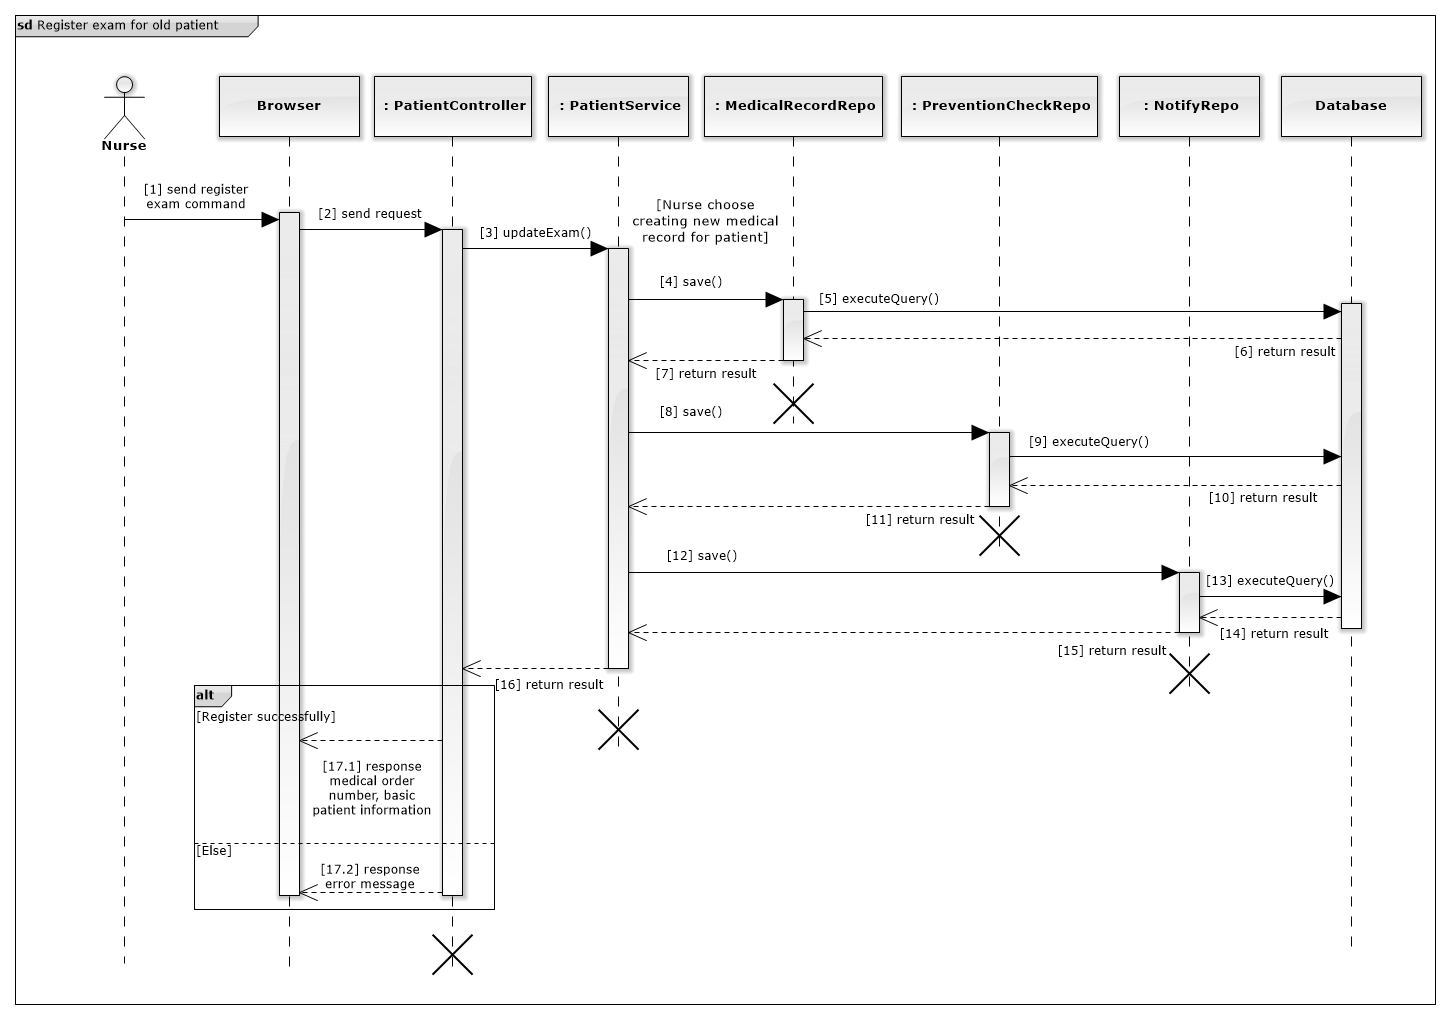 sd Register exam for old patient
Nurse
Browser
: PatientController
: PatientService
: MedicalRecordRepo
: PreventionCheckRepo
: NotifyRepo
Database
[1] send register
exam command
[2] send request
[3] updateExam()
[Nurse choose
creating new medical
record for patient]
[4] save()
[5] executeQuery()
[6] return result
[7] return result
[8] save()
[9] executeQuery()
[10] return result
[11] return result
[12] save()
[13] executeQuery()
[14] return result
[15] return result
[16] return result
alt
[Register successfully]
[17.1] response
medical order
number, basic
patient information
[Else]
[17.2] response
error message